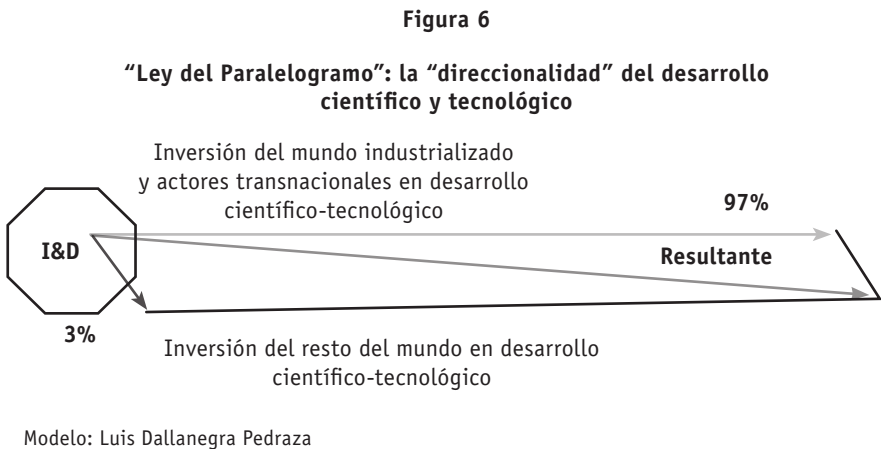 Figura 6
“Ley del Paralelogramo”: la “direccionalidad” del desarrollo
científico y tecnológico
Inversión del mundo industrializado
y actores transnacionales en desarrollo
científico-tecnológico
97%
I&D
Resultante
3%
Inversión del resto del mundo en desarrollo
científico-tecnológico
Modelo: Luis Dallanegra Pedraza